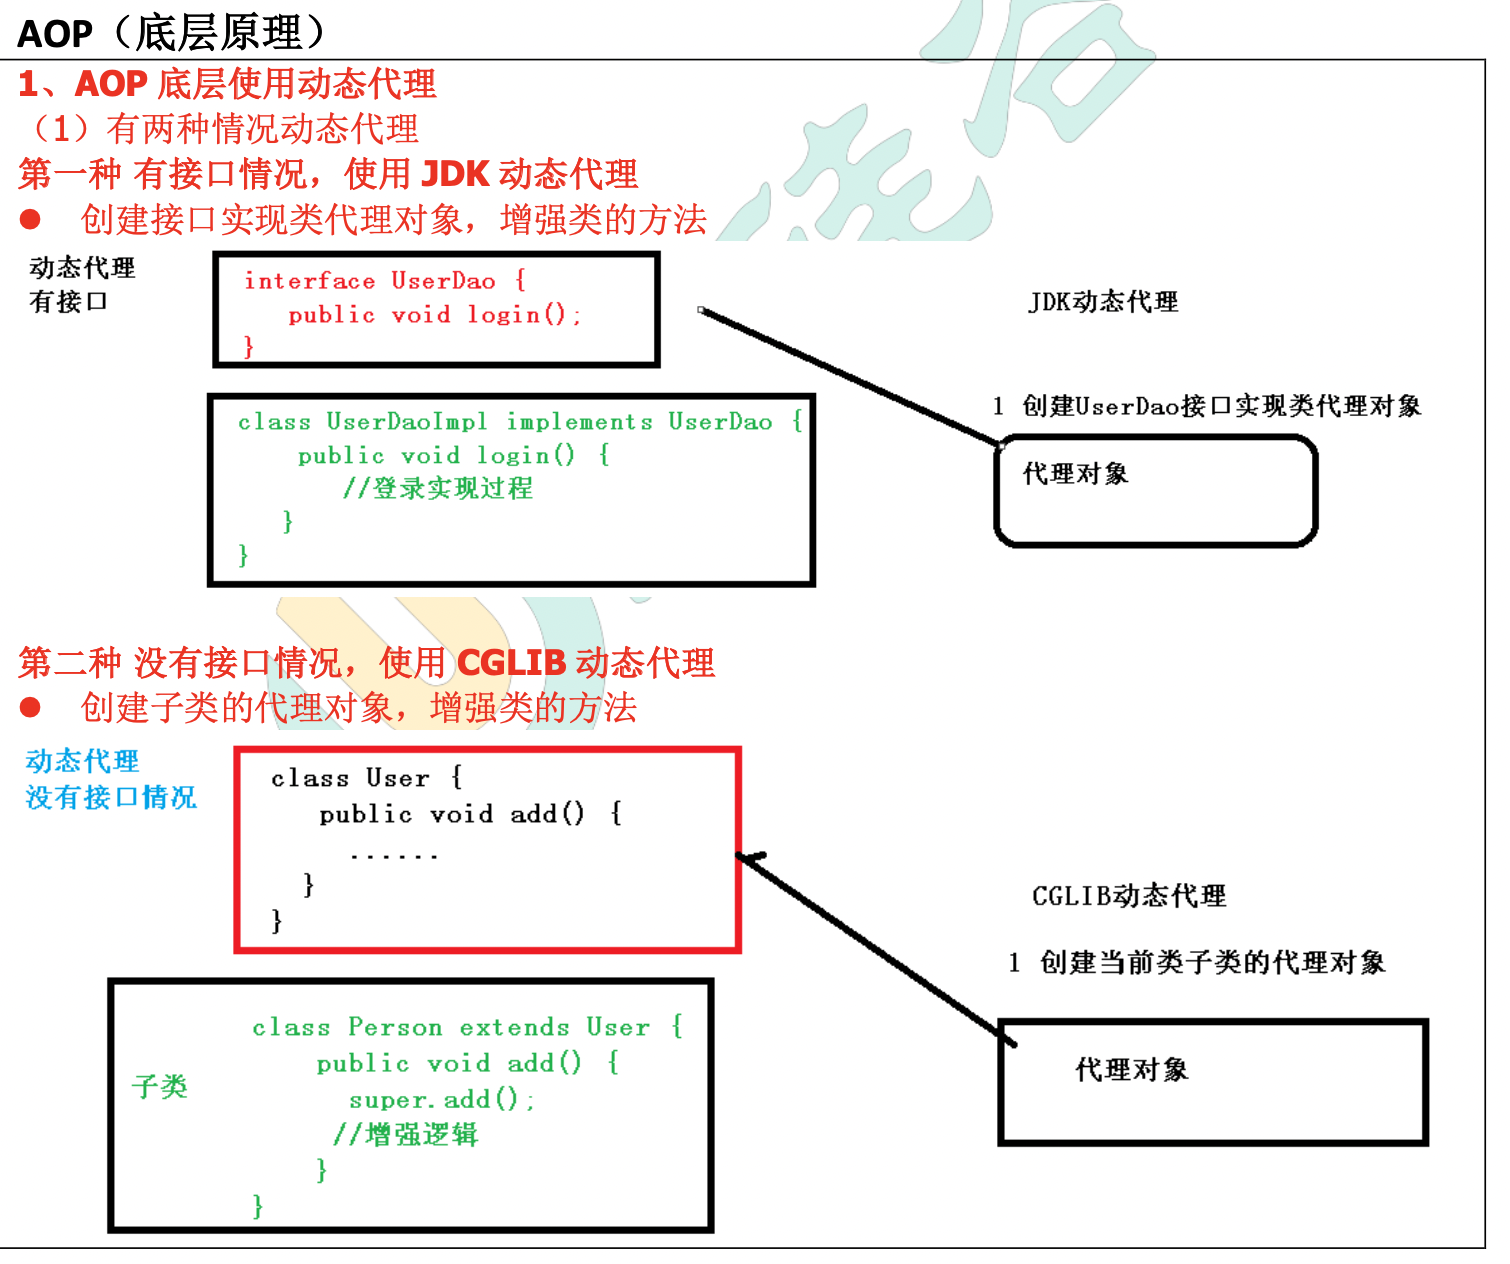 AOP（底层原理）
1、AOP 底层使用动态代理
（1）有两种情况动态代理
第一种 有接口情况，使用 JDK 动态代理
● 创建接口实现类代理对象，增强类的方法
动态代理
有接口
interface UserDao {
public void login();
}
JDK动态代理
class UserDaoImpl implements UserDao {
public void login() {
//登录实现过程
}
}
1 创建UserDao接口实现类代理对象
代理对象
第二种 没有接口情况，使用 CGLIB 动态代理
● 创建子类的代理对象，增强类的方法
动态代理
没有接口情况
class User {
public void add() {
......
}
}
CGLIB动态代理
1 创建当前类子类的代理对象
代理对象
子类
class Person extends User {
public void add() {
super.add();
//增强逻辑
}
}